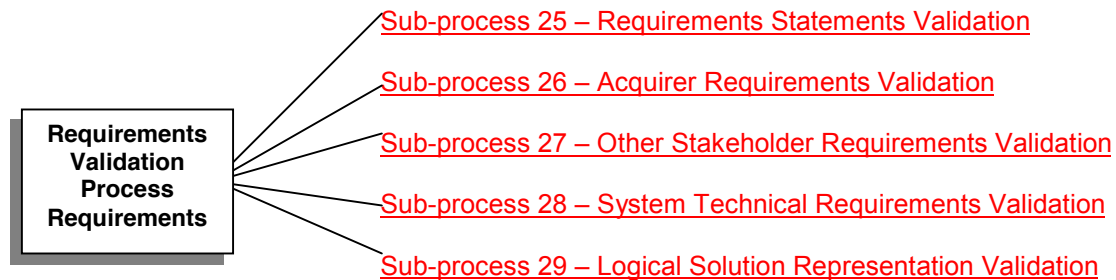 Sub-process 25 – Requirements Statements Validation
Sub-process 26 – Acquirer Requirements Validation
Requirements
Validation
Process
Requirements
Sub-process 27 – Other Stakeholder Requirements Validation
Sub-process 28 – System Technical Requirements Validation
Sub-process 29 – Logical Solution Representation Validation